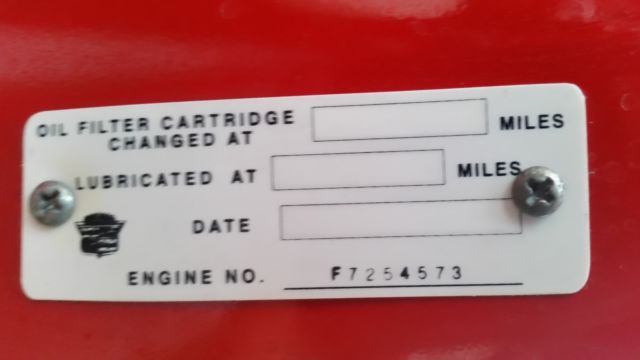 OIL FILTER CARTRIDGE
CHANGED AT MILES
LUBRICATED AT MILES
DATE
ENGINE NO. F7254573